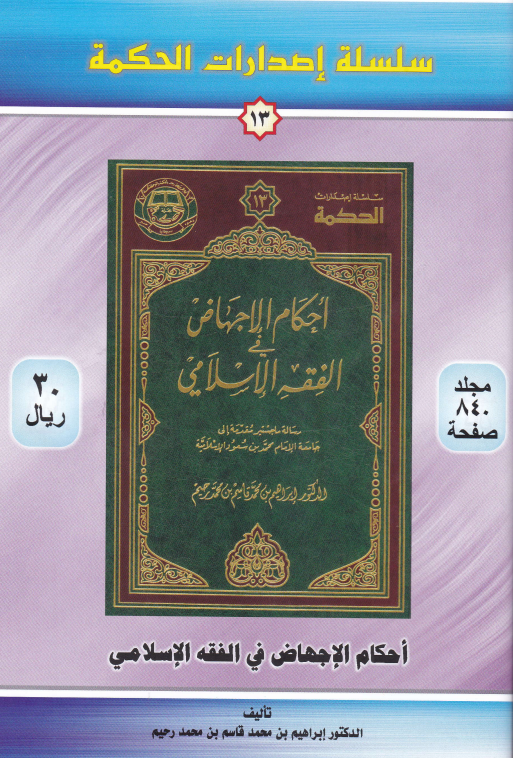 سلسلة إصدارات الحكمة
١٣
١٣
سلسلة إصدارات
الحكمة
أحكام الإجهاض
في
الفقه الإسلامي
رسالة ماجستير مقدمة إلى
جامعة الإمام محمد بن سعود الإسلامية
الدكتور إبراهيم بن محمد قاسم بن محمد رحيم
٣٠
ريال
مجلد
٨٤٠
صفحة
أحكام الإجهاض في الفقه الإسلامي
تأليف
الدكتور إبراهيم بن محمد قاسم بن محمد رحيم